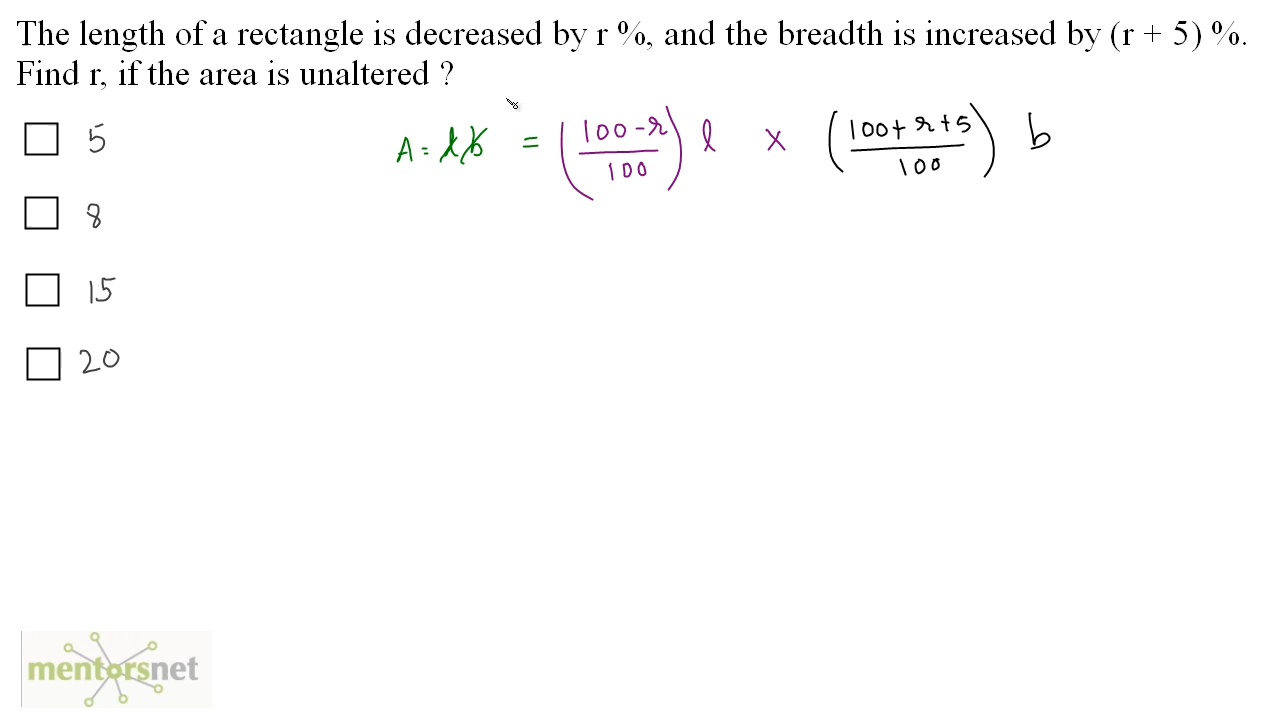 The length of a rectangle is decreased by r %, and the breadth is increased by (r + 5) %.
Find r, if the area is unaltered ?
A = lb = (100 - r / 100) l × (100 + r + 5 / 100) b
5
8
15
20
mentorsnet